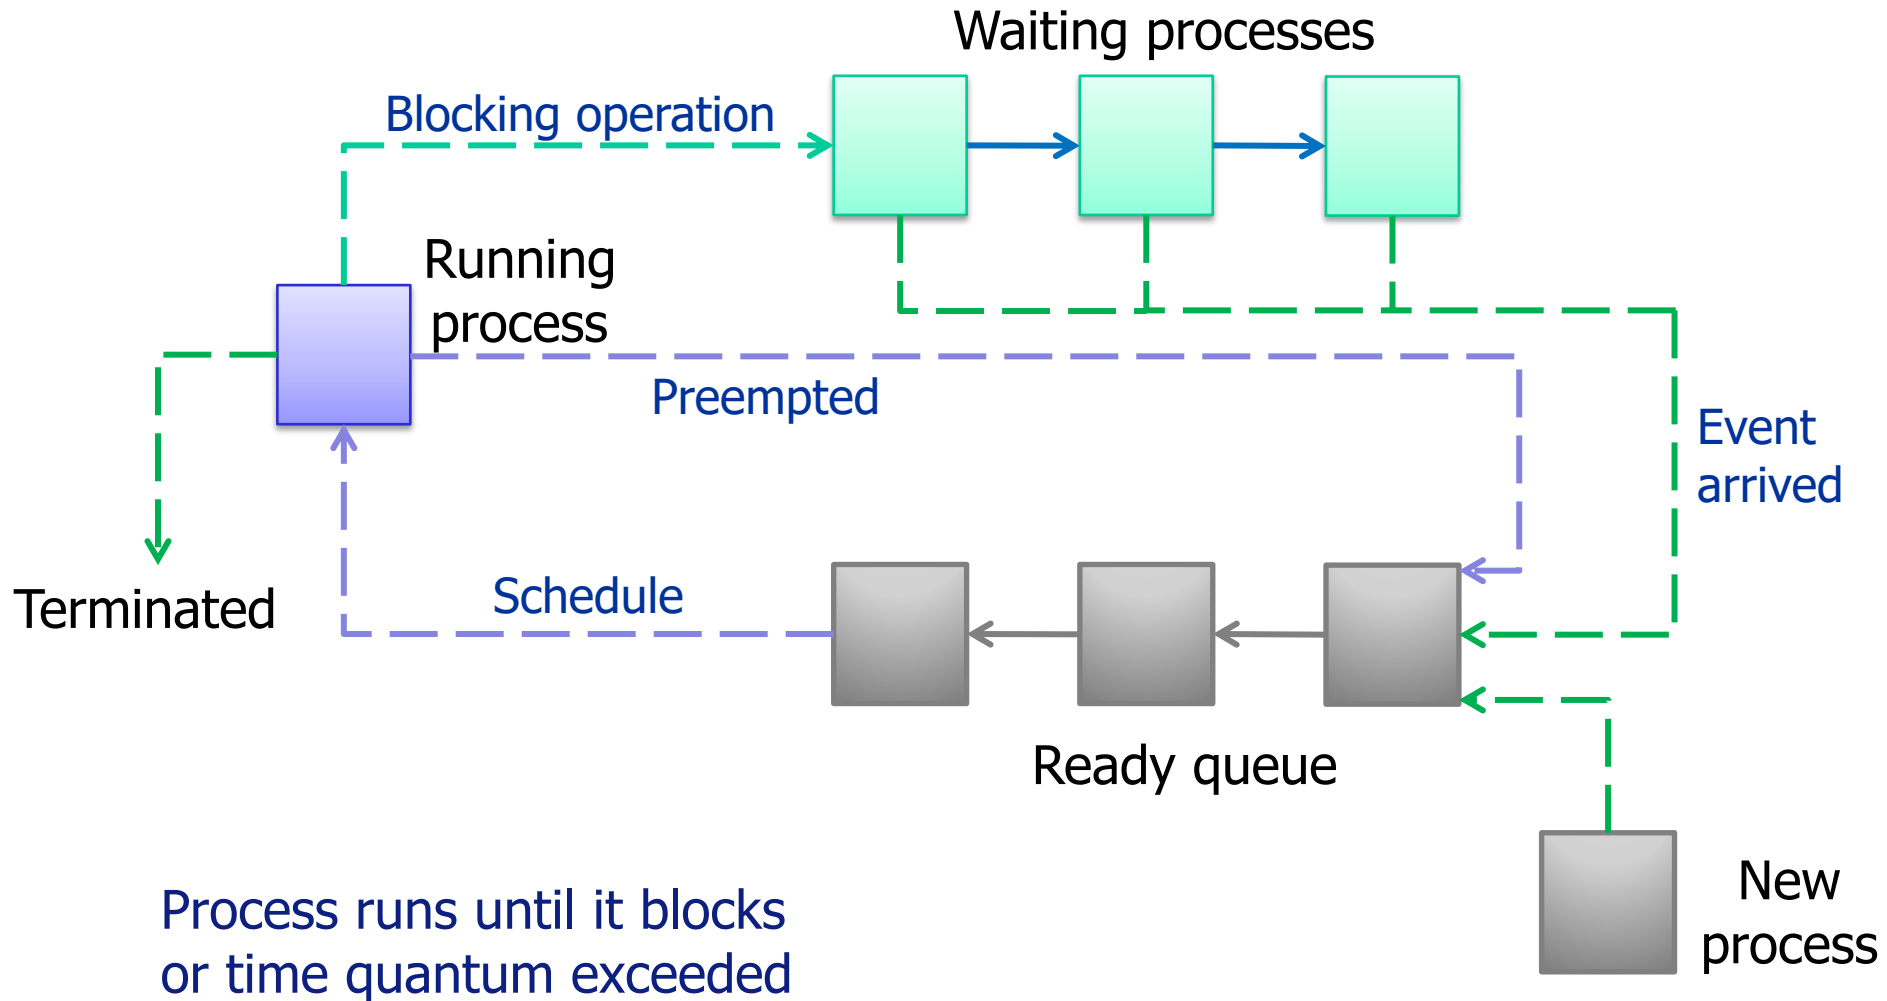 Waiting processes
Blocking operation
Running
process
Preempted
Event
arrived
Schedule
Terminated
Ready queue
New
process
Process runs until it blocks
or time quantum exceeded